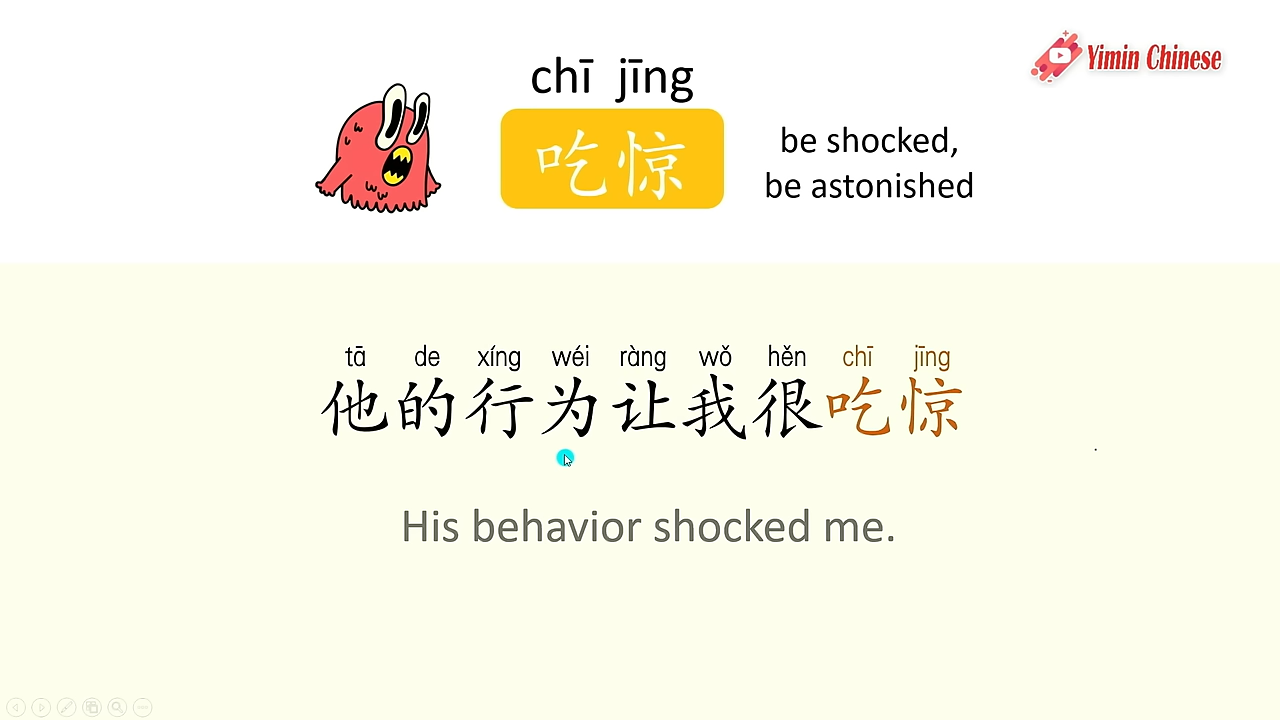 Yimin Chinese
chī jīng
吃惊
be shocked,
be astonished
tā de xíng wéi ràng wǒ hěn chī jīng
他的行为让我很吃惊
His behavior shocked me.